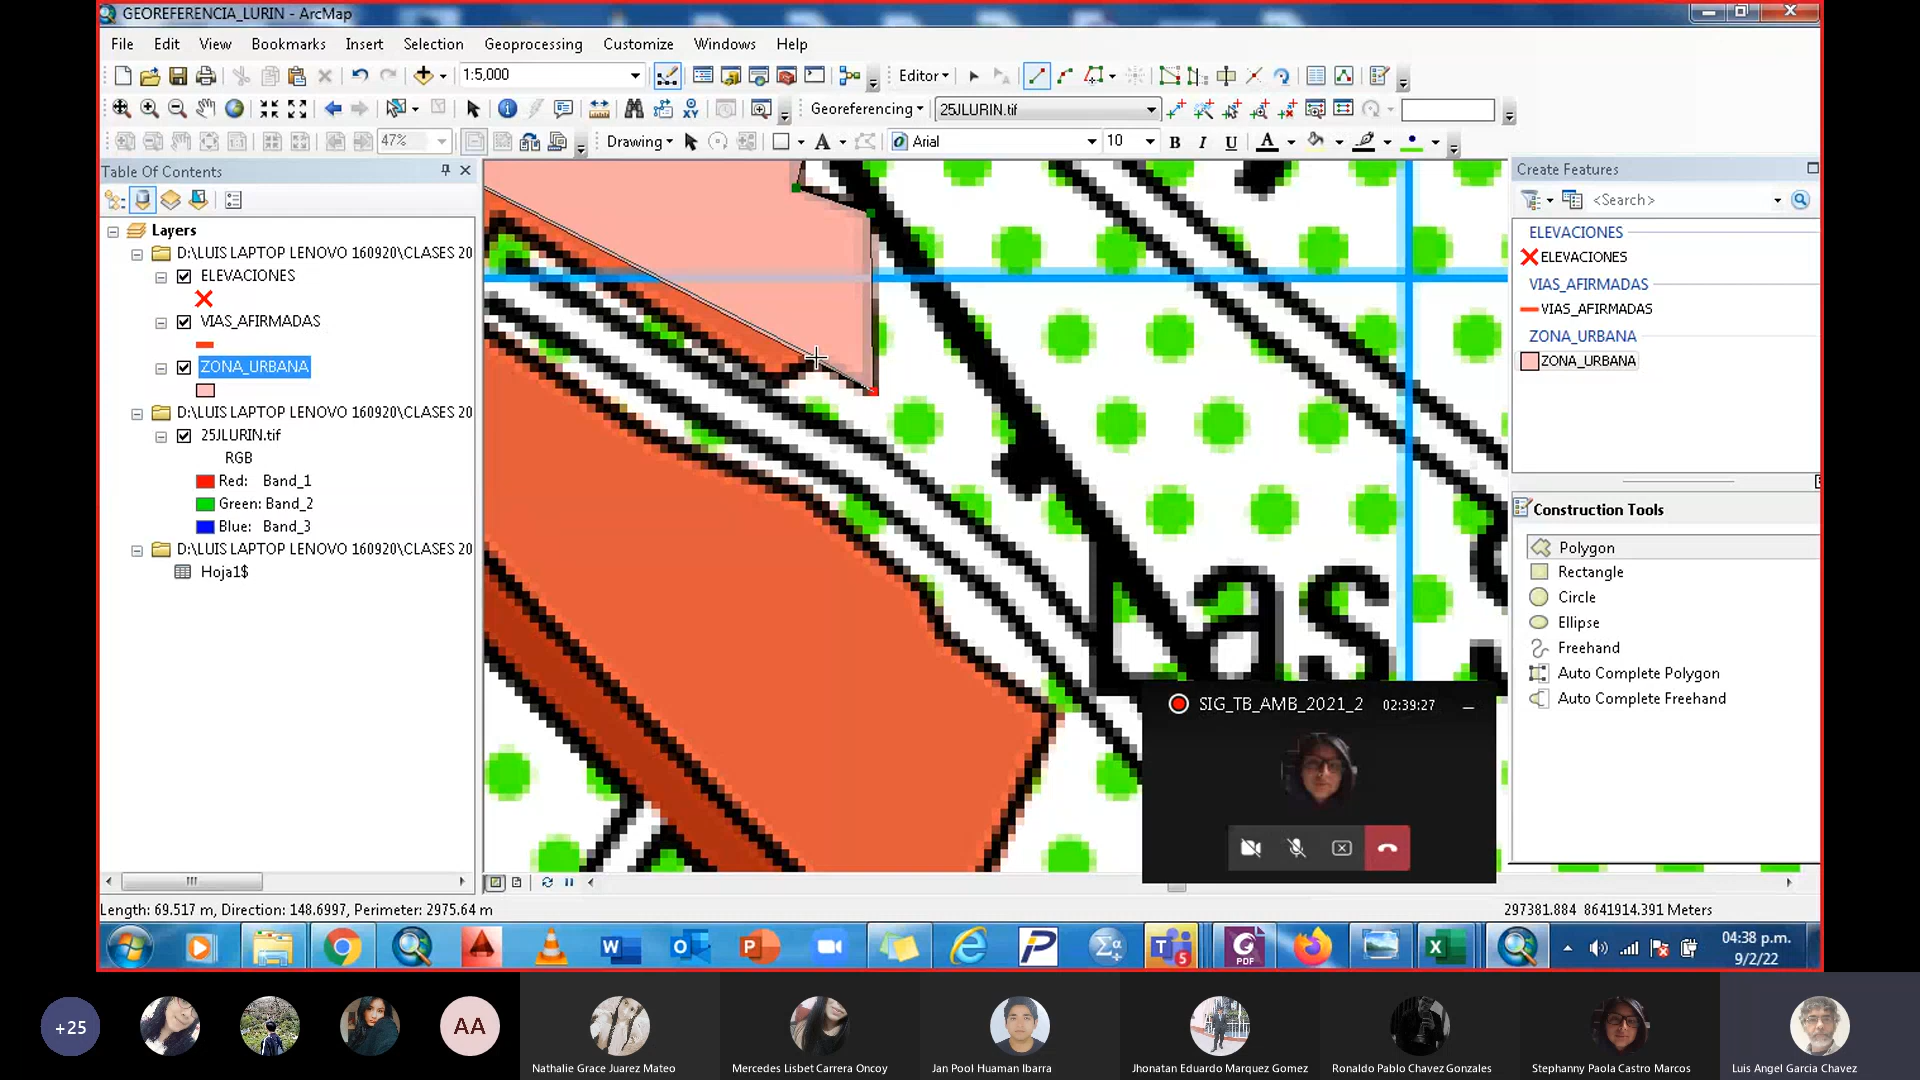 GEOREFERENCIA_LURIN - ArcMap
File Edit View Bookmarks Insert Selection Geoprocessing Customize Windows Help
1:5,000 Editor
Georeferencing 25JLURIN.tif
47% Drawing A Arial 10 B I U A
Table Of Contents
Layers
D:\LUIS LAPTOP LENOVO 160920\CLASES 20
ELEVACIONES
VIAS_AFIRMADAS
ZONA_URBANA
D:\LUIS LAPTOP LENOVO 160920\CLASES 20
25JLURIN.tif
RGB
Red: Band_1
Green: Band_2
Blue: Band_3
D:\LUIS LAPTOP LENOVO 160920\CLASES 20
Hoja1$
Las
Create Features
<Search>
ELEVACIONES
ELEVACIONES
VIAS_AFIRMADAS
VIAS_AFIRMADAS
ZONA_URBANA
ZONA_URBANA
Construction Tools
Polygon
Rectangle
Circle
Ellipse
Freehand
Auto Complete Polygon
Auto Complete Freehand
SIG_TB_AMB_2021_2 02:39:27
Length: 69.517 m, Direction: 148.6997, Perimeter: 2975.64 m
297381.884 8641914.391 Meters
04:38 p.m.
9/2/22
+25
AA
Nathalie Grace Juarez Mateo
Mercedes Lisbet Carrera Oncoy
Jan Pool Huaman Ibarra
Jhonatan Eduardo Marquez Gomez
Ronaldo Pablo Chavez Gonzales
Stephanny Paola Castro Marcos
Luis Angel Garcia Chavez